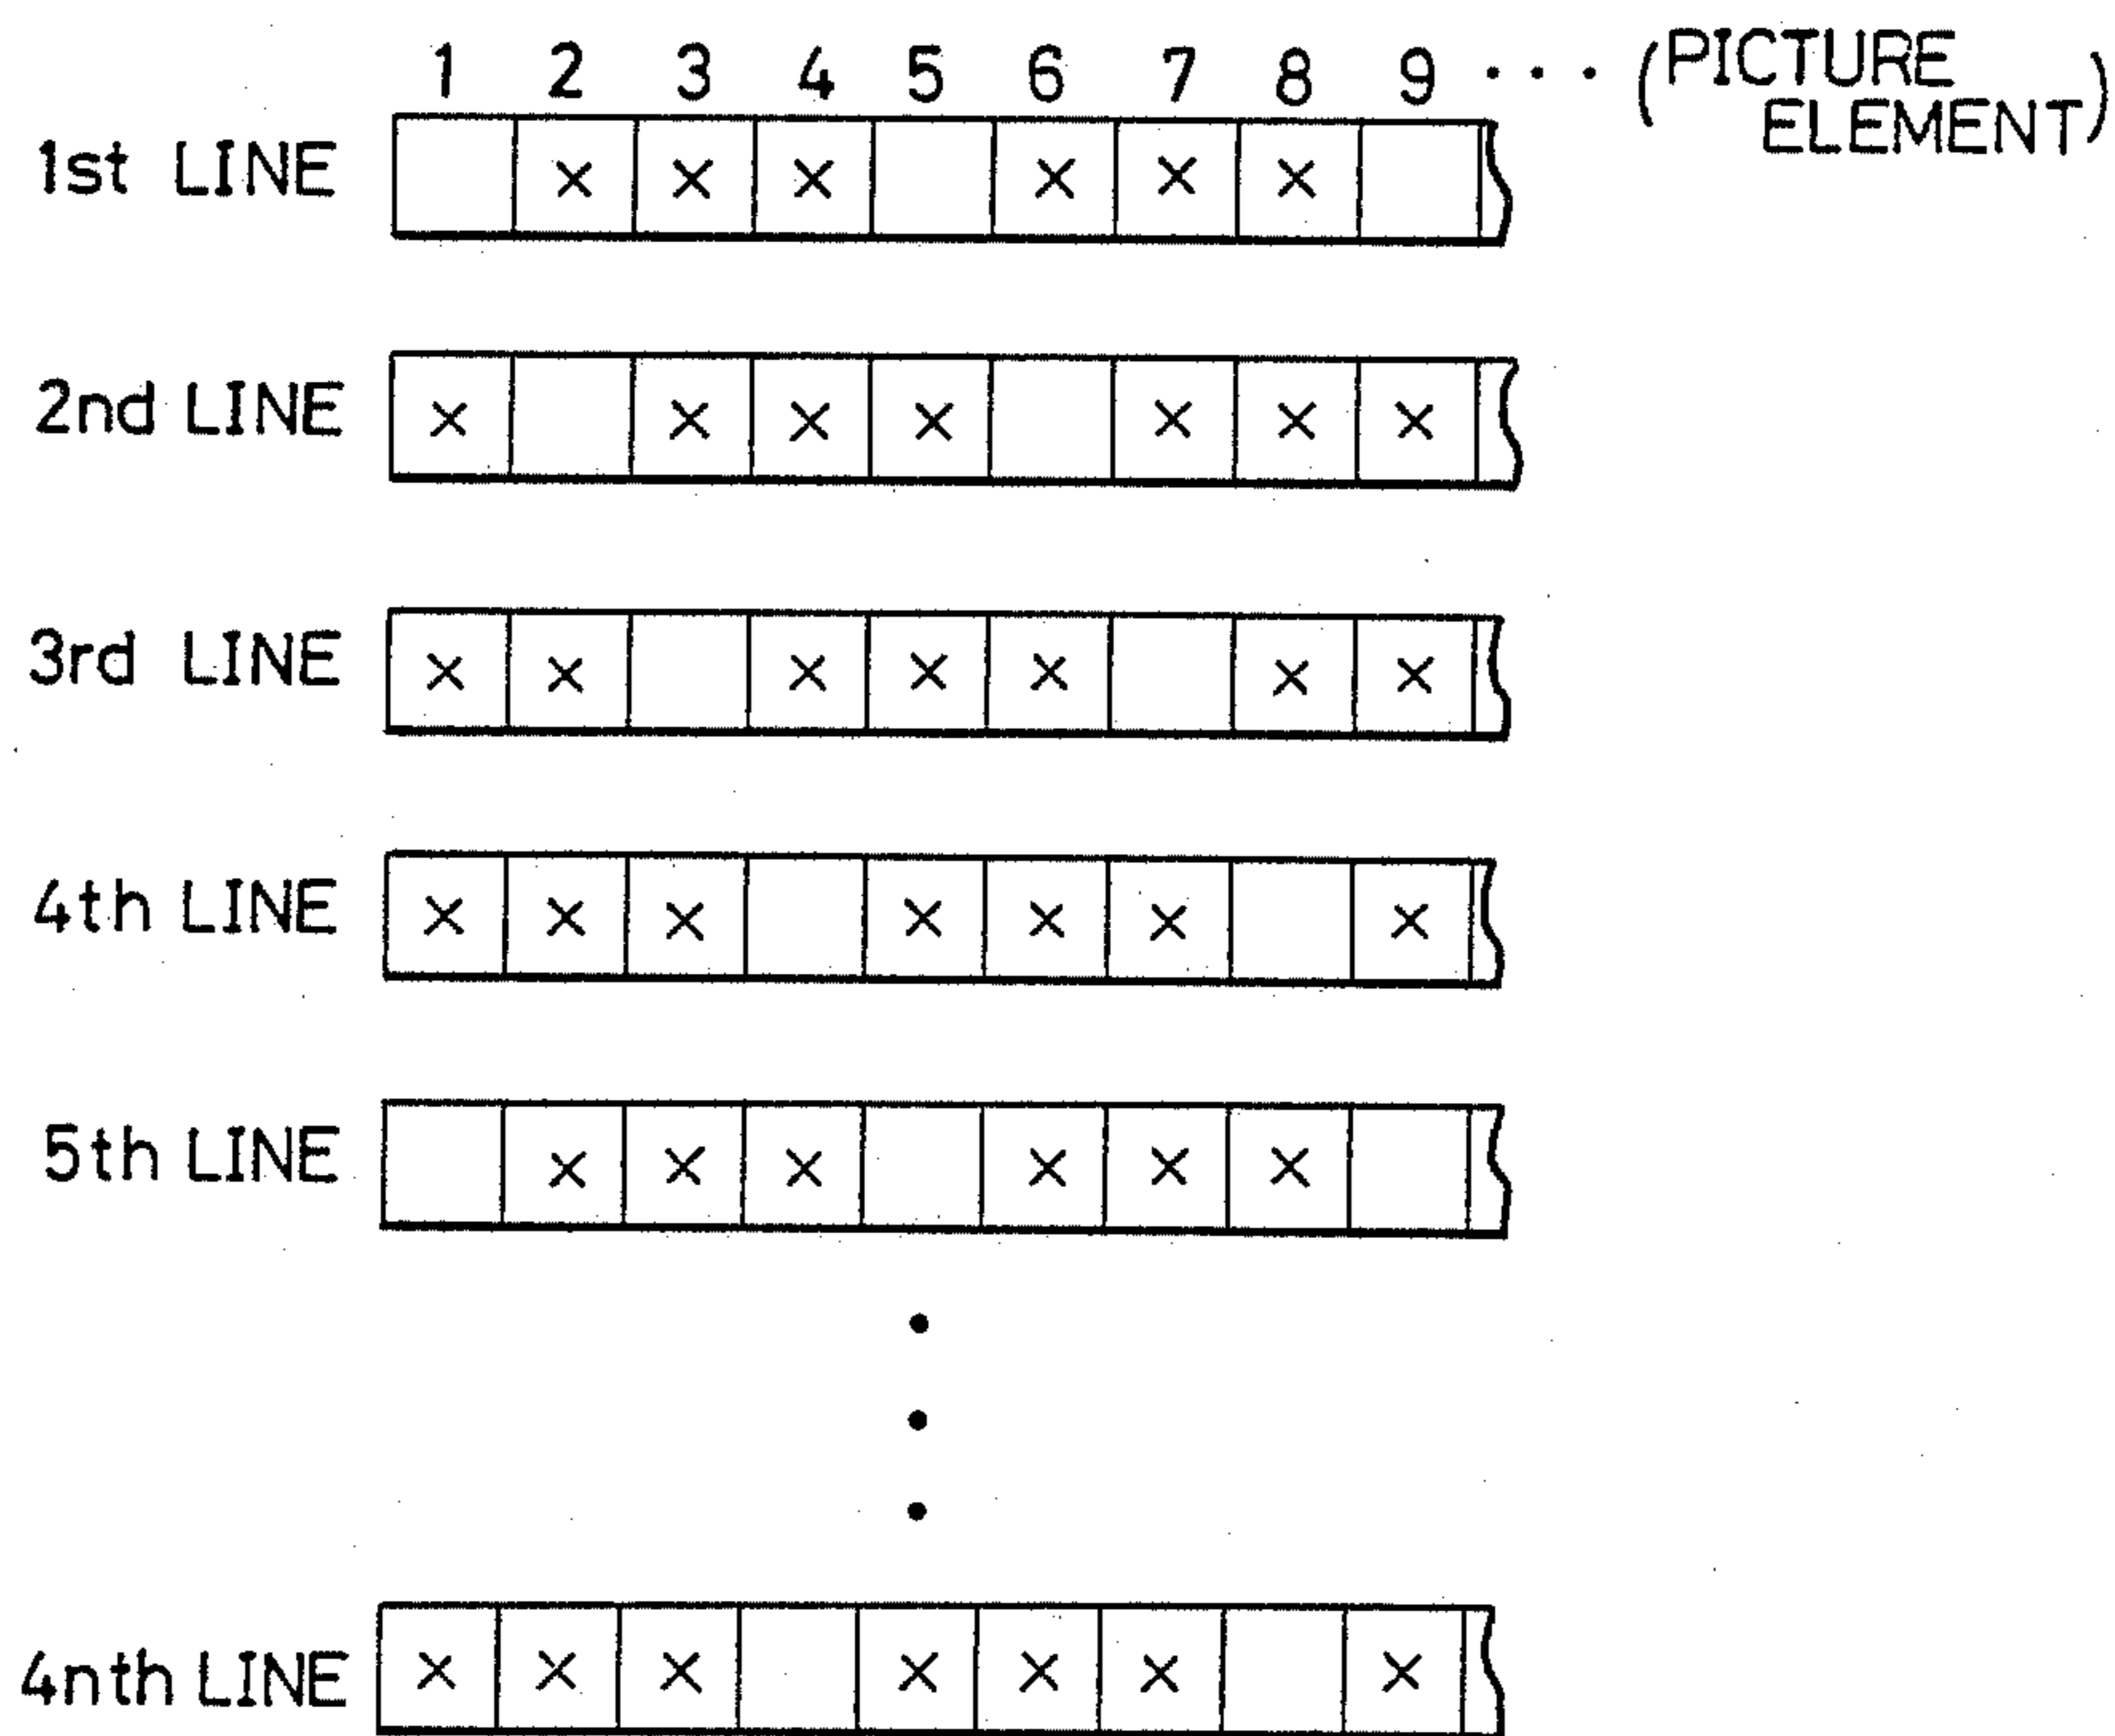 1 2 3 4 5 6 7 8 9 ··· (PICTURE
ELEMENT)
1st LINE × × × × × ×
2nd LINE × × × × × × ×
3rd LINE × × × × × × ×
4th LINE × × × × × × ×
5th LINE × × × × × ×
4nth LINE × × × × × × ×